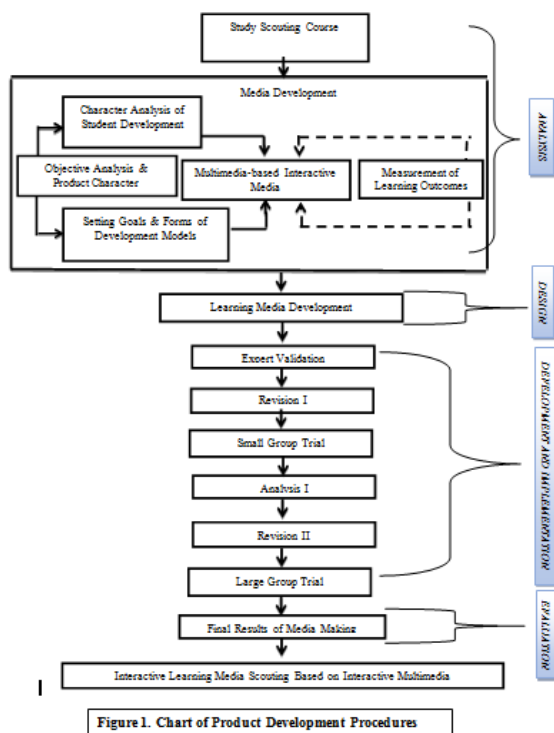 Study Scouting Course
Media Development
Character Analysis of
Student Development
Objective Analysis &
Product Character
Multimedia-based Interactive
Media
Measurement of
Learning Outcomes
Setting Goals & Forms of
Development Models
ANALYSIS
Learning Media Development
DESIGN
Expert Validation
Revision I
Small Group Trial
Analysis I
Revision II
Large Group Trial
DEVELOPMENT AND IMPLEMENTATION
Final Results of Media Making
EVALUATION
Interactive Learning Media Scouting Based on Interactive Multimedia
Figure 1. Chart of Product Development Procedures